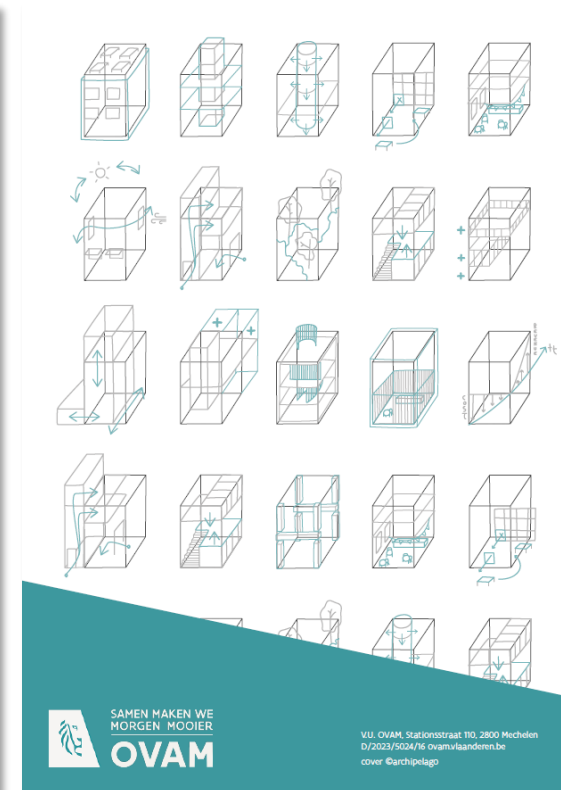 COST
SAMEN MAKEN WE
MORGEN MOOIER
OVAM
V.U. OVAM, Stationsstraat 110, 2800 Mechelen
D/2023/5024/16 ovam.vlaanderen.be
cover ©archipelago